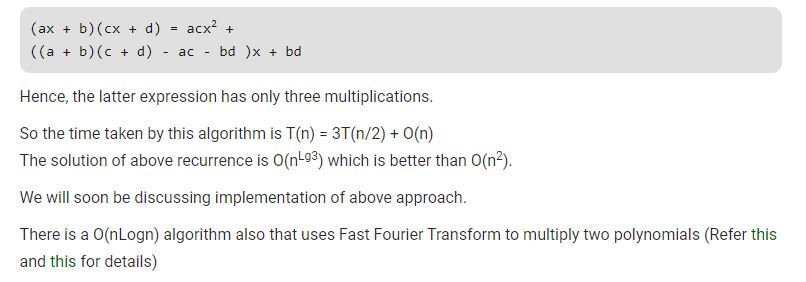 (ax + b)(cx + d) = acx² +
((a + b)(c + d) - ac - bd )x + bd
Hence, the latter expression has only three multiplications.
So the time taken by this algorithm is T(n) = 3T(n/2) + O(n)
The solution of above recurrence is O(n^Lg3) which is better than O(n²).
We will soon be discussing implementation of above approach.
There is a O(nLogn) algorithm also that uses Fast Fourier Transform to multiply two polynomials (Refer this
and this for details)